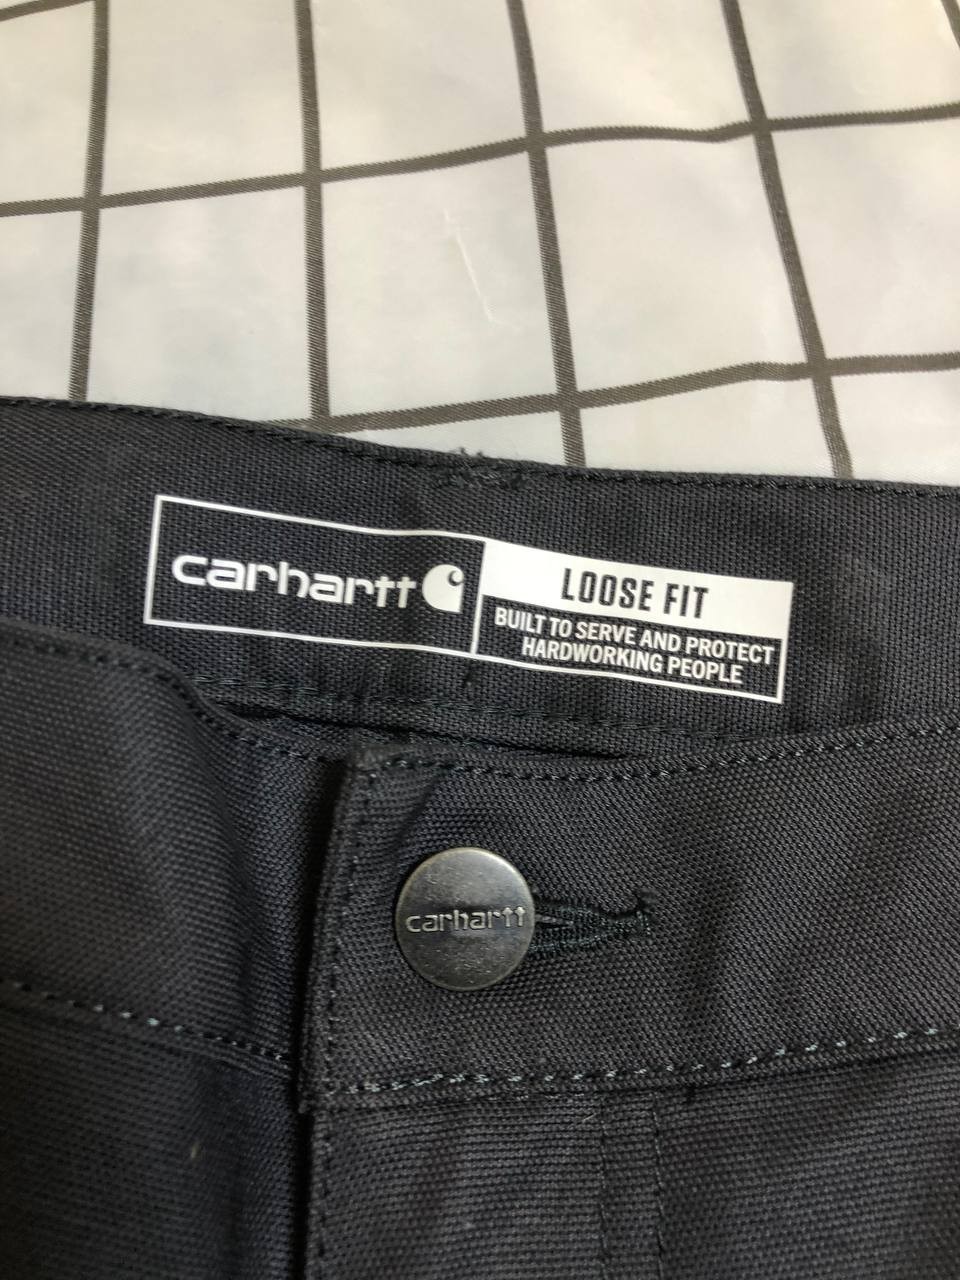 carhartt
LOOSE FIT
BUILT TO SERVE AND PROTECT
HARDWORKING PEOPLE
carhartt